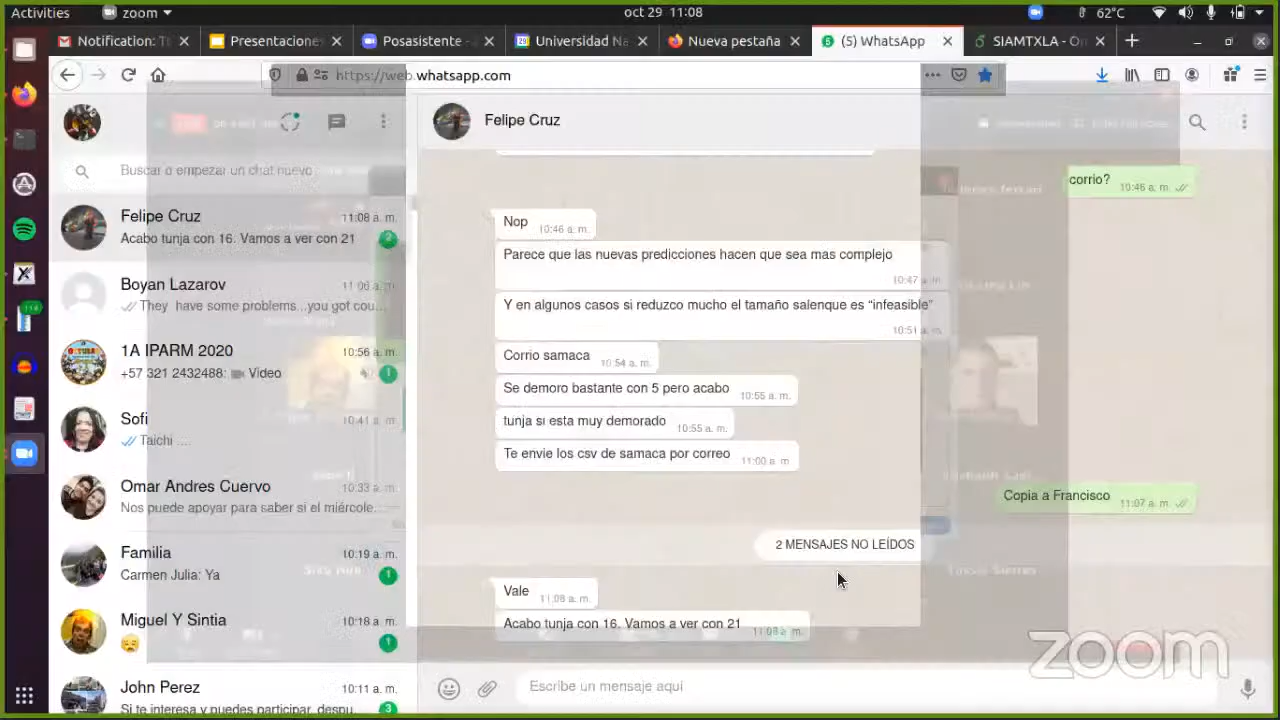 Activities
zoom
oct 29 11:08
62°C
Notification: T
Presentacione
Posasistente -
Universidad Na
Nueva pestaña
(5) WhatsApp
SIAMTXLA - O
https://web.whatsapp.com
Felipe Cruz
Buscar o empezar un chat nuevo
Felipe Cruz
11:08 a. m.
Acabo tunja con 16. Vamos a ver con 21
2
Boyan Lazarov
11:06 a. m.
They have some problems...you got cou...
1A IPARM 2020
10:56 a. m.
+57 321 2432488: Video
1
Sofi
10:41 a. m.
Taichi ...
Omar Andres Cuervo
10:33 a. m.
Nos puede apoyar para saber si el miércole...
Familia
10:19 a. m.
Carmen Julia: Ya
1
Miguel Y Sintia
10:18 a. m.
1
John Perez
10:11 a. m.
Si te interesa y puedes participar, despu...
3
corrio?
10:46 a. m.
Nop
10:46 a. m.
Parece que las nuevas predicciones hacen que sea mas complejo
10:47 a. m.
Y en algunos casos si reduzco mucho el tamaño salenque es “infeasible”
10:51 a. m.
Corrio samaca
10:54 a. m.
Se demoro bastante con 5 pero acabo
10:55 a. m.
tunja si esta muy demorado
10:55 a. m.
Te envie los csv de samaca por correo
11:00 a. m.
Copia a Francisco
11:07 a. m.
2 MENSAJES NO LEÍDOS
Vale
11:08 a. m.
Acabo tunja con 16. Vamos a ver con 21
11:08 a. m.
Escribe un mensaje aquí
zoom